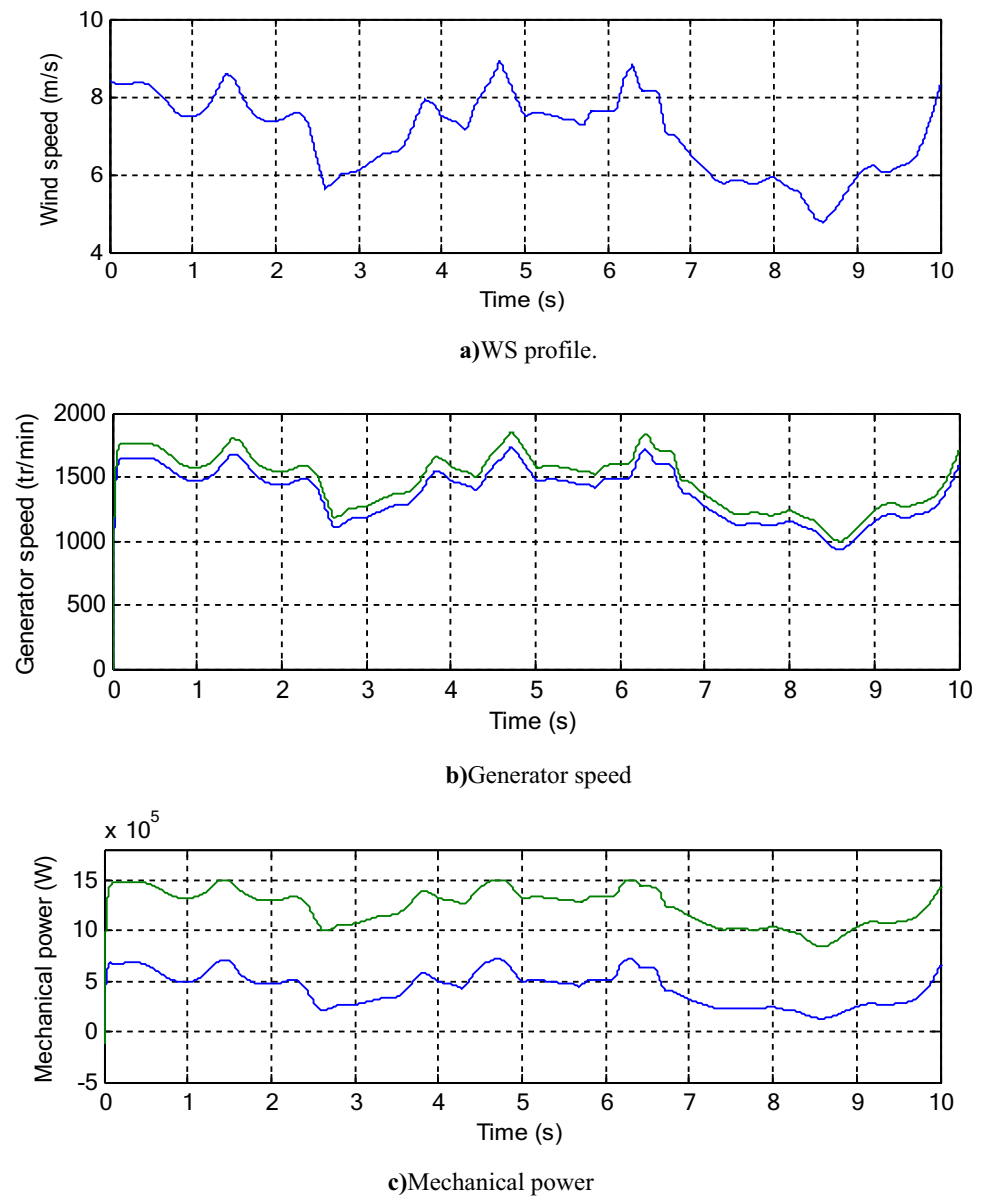 10
8
6
4
Wind speed (m/s)
0 1 2 3 4 5 6 7 8 9 10
Time (s)
a)WS profile.
2000
1500
1000
500
0
Generator speed (tr/min)
0 1 2 3 4 5 6 7 8 9 10
Time (s)
b)Generator speed
x 10^5
15
10
5
0
-5
Mechanical power (W)
0 1 2 3 4 5 6 7 8 9 10
Time (s)
c)Mechanical power